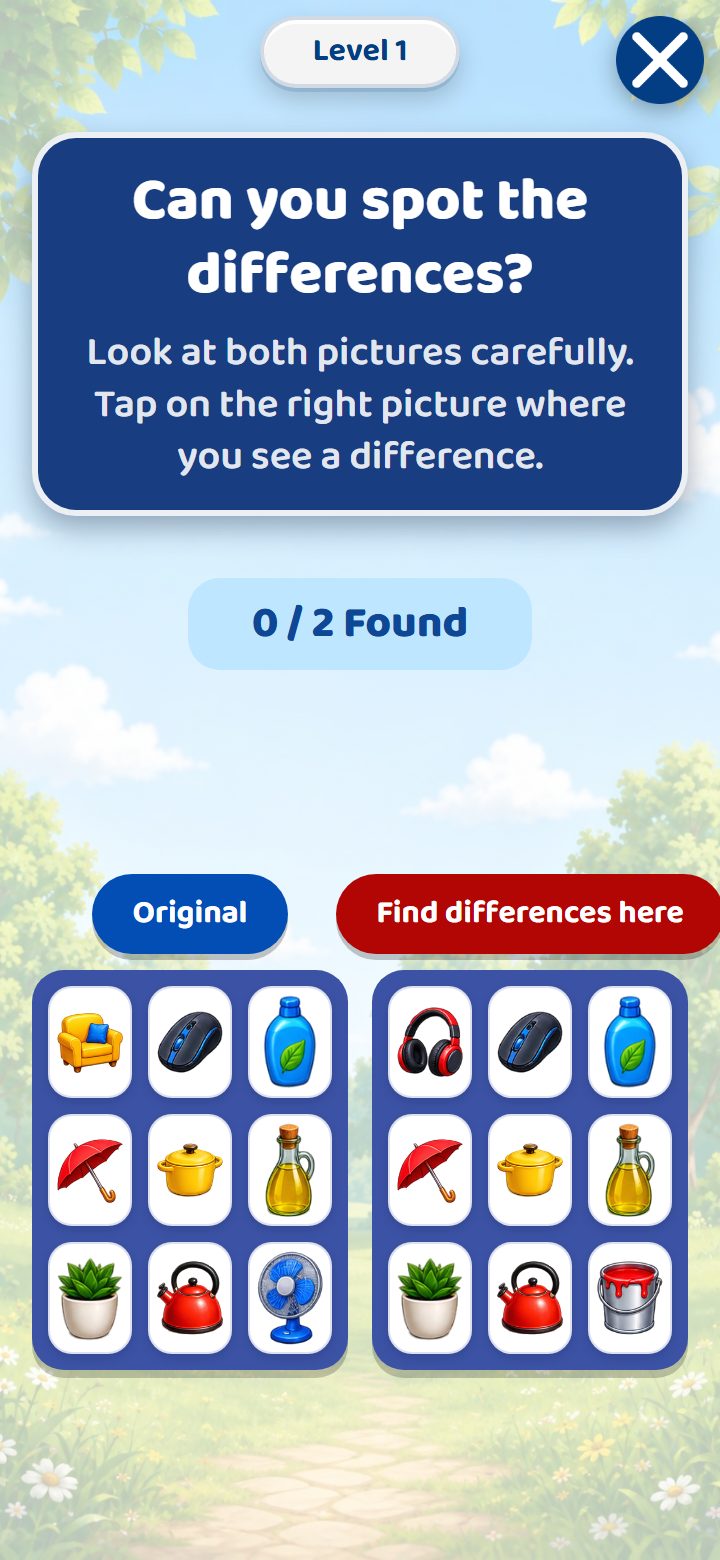 Level 1
Can you spot the
differences?
Look at both pictures carefully.
Tap on the right picture where
you see a difference.
0 / 2 Found
Original
Find differences here